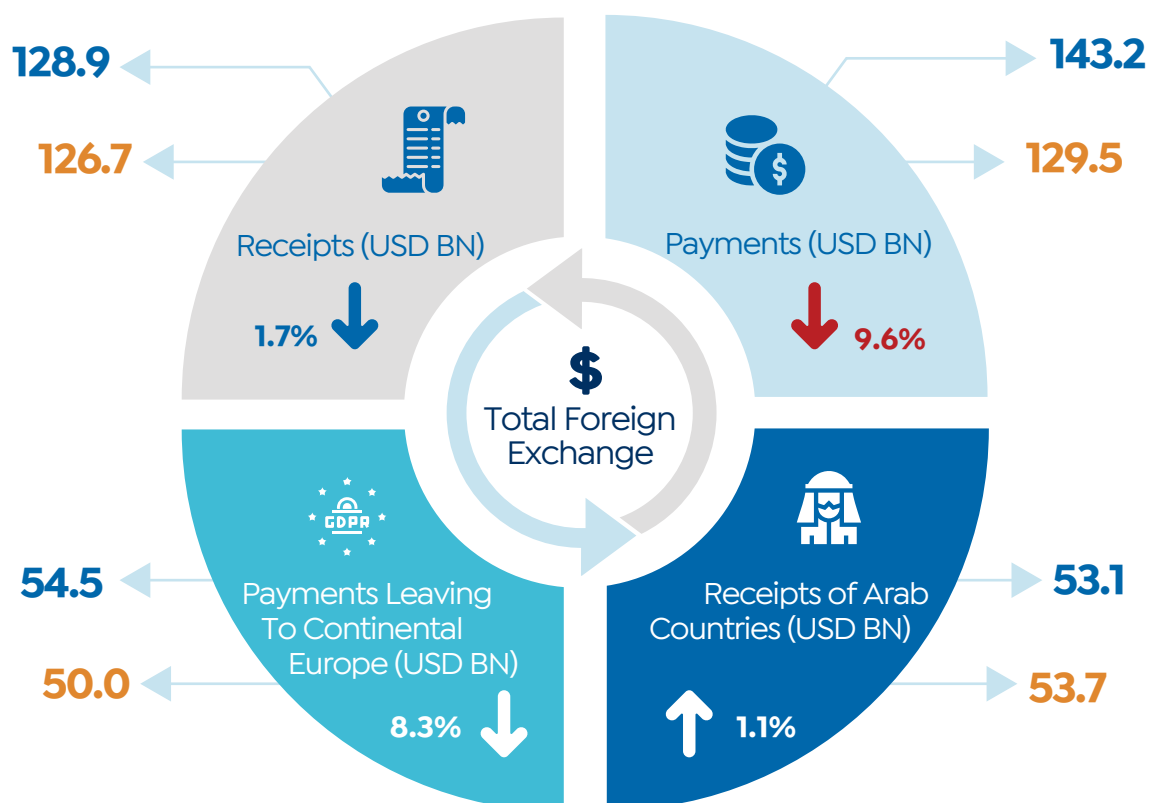 128.9
126.7
Receipts (USD BN)
1.7%
143.2
129.5
Payments (USD BN)
9.6%
$
$
Total Foreign
Exchange
GDPR
54.5
50.0
Payments Leaving
To Continental
Europe (USD BN)
8.3%
53.1
53.7
Receipts of Arab
Countries (USD BN)
1.1%